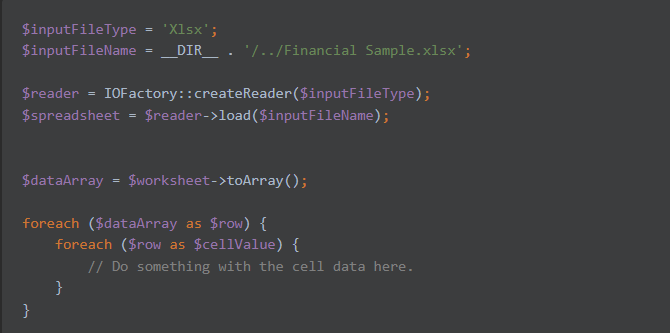 $inputFileType = 'Xlsx';
$inputFileName = __DIR__ . '/../Financial Sample.xlsx';
$reader = IOFactory::createReader($inputFileType);
$spreadsheet = $reader->load($inputFileName);
$dataArray = $worksheet->toArray();
foreach ($dataArray as $row) {
    foreach ($row as $cellValue) {
        // Do something with the cell data here.
    }
}